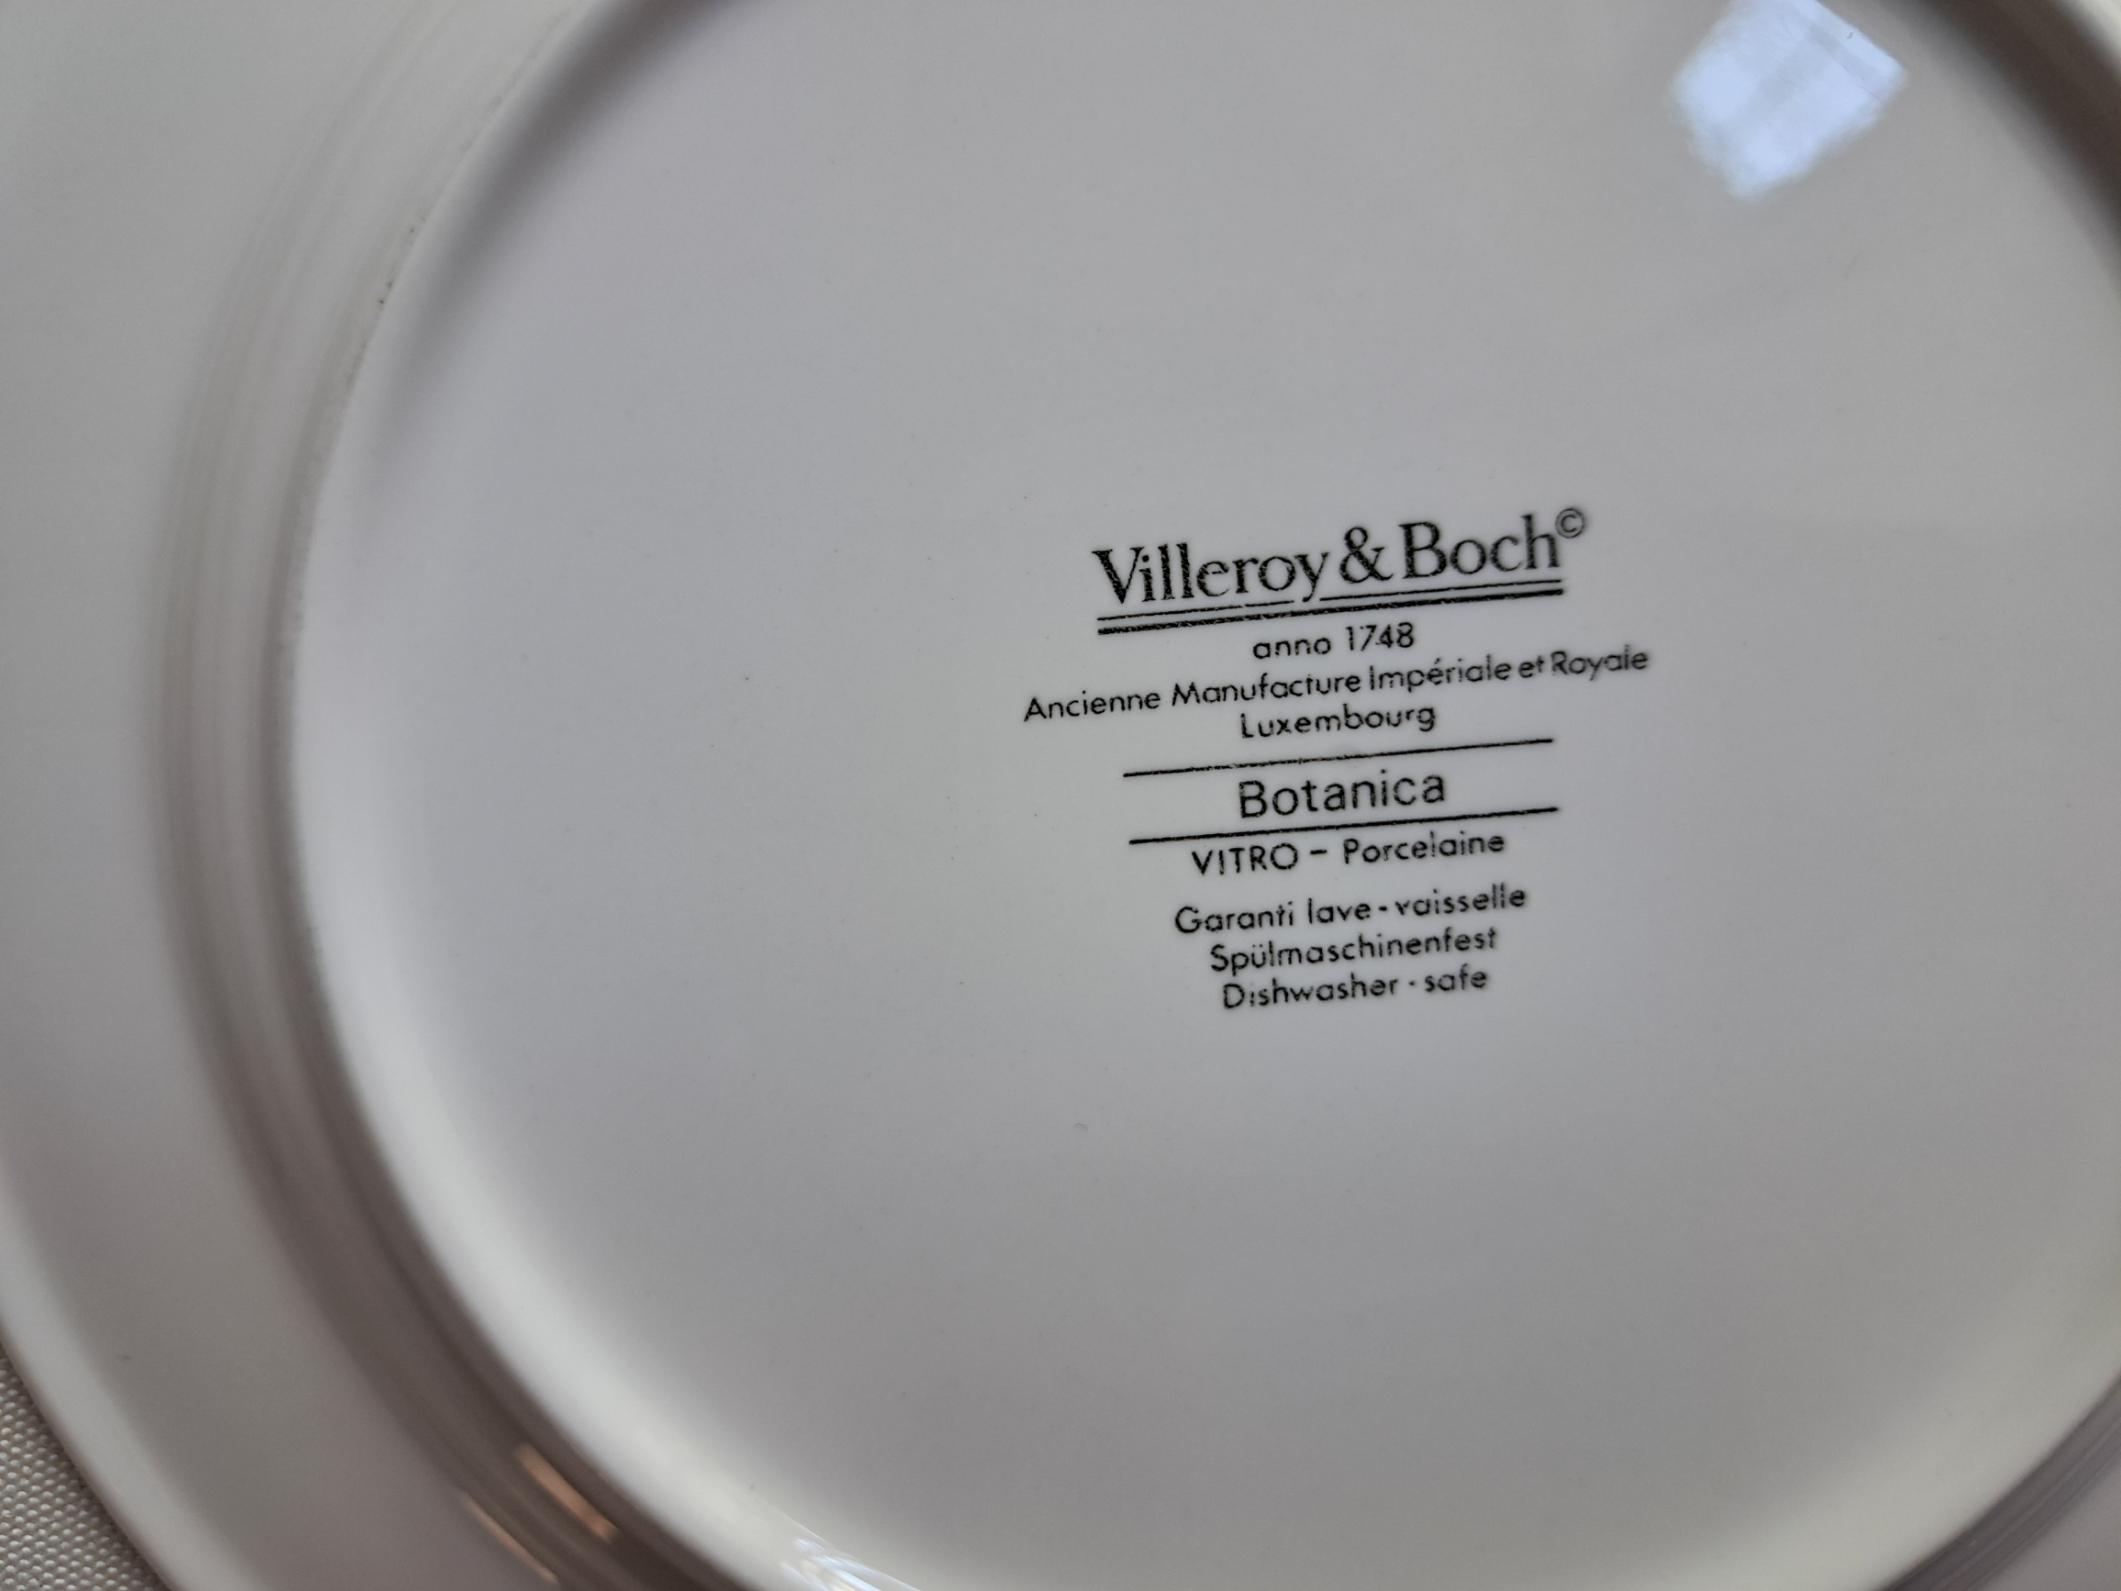 Villeroy & Boch©
anno 1748
Ancienne Manufacture Impériale et Royale
Luxembourg
Botanica
VITRO – Porcelaine
Garanti lave-vaisselle
Spülmaschinenfest
Dishwasher-safe